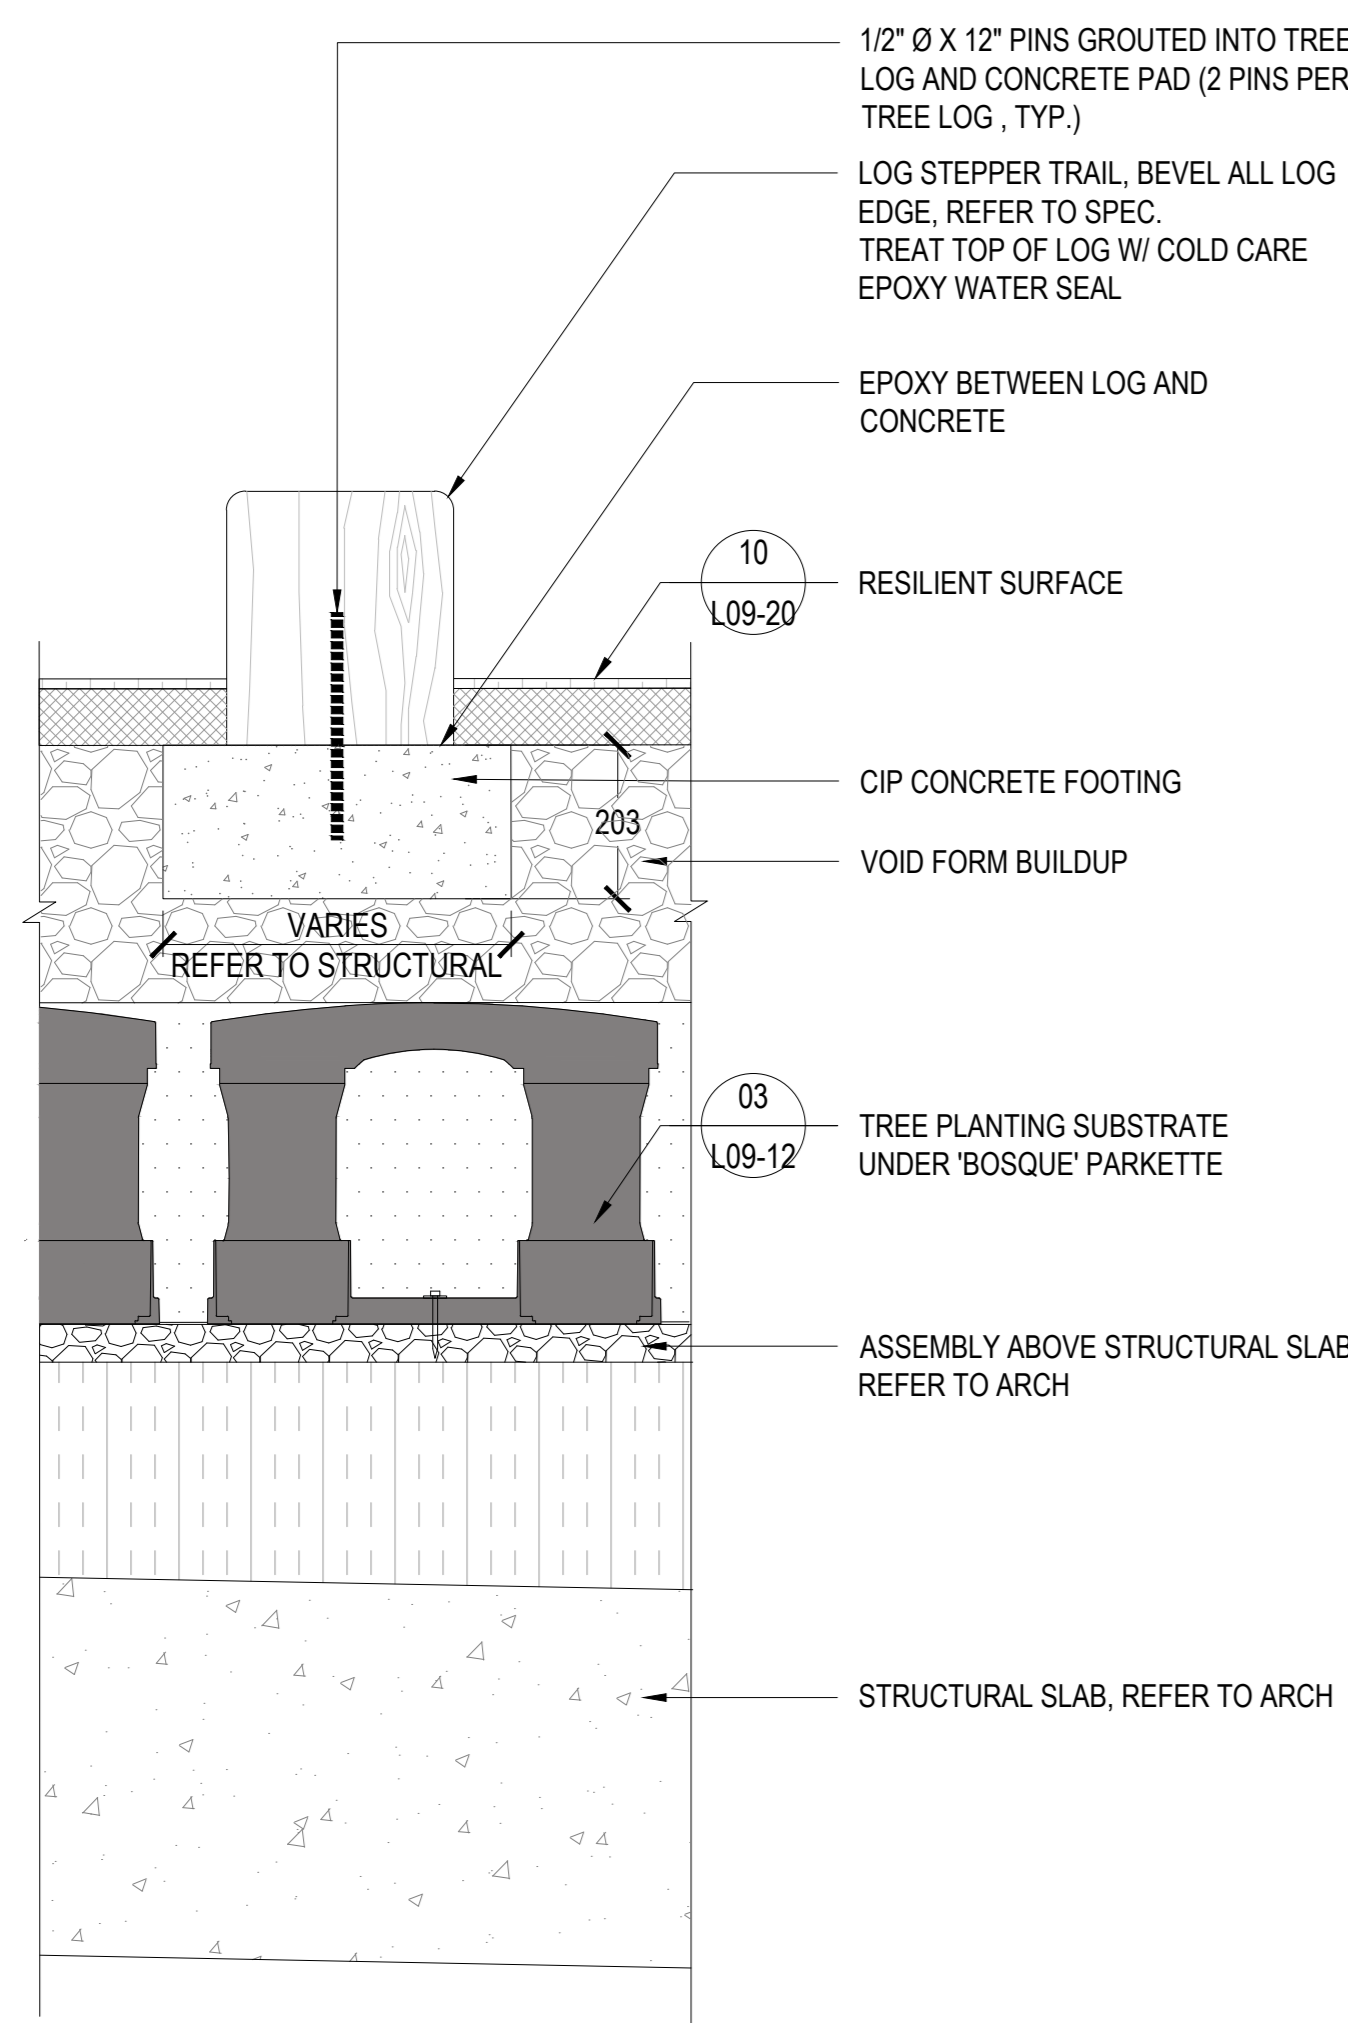 1/2" Ø X 12" PINS GROUTED INTO TREE
LOG AND CONCRETE PAD (2 PINS PER
TREE LOG , TYP.)
LOG STEPPER TRAIL, BEVEL ALL LOG
EDGE, REFER TO SPEC.
TREAT TOP OF LOG W/ COLD CARE
EPOXY WATER SEAL
EPOXY BETWEEN LOG AND
CONCRETE
10
L09-20
RESILIENT SURFACE
CIP CONCRETE FOOTING
203
VOID FORM BUILDUP
VARIES
REFER TO STRUCTURAL
03
L09-12
TREE PLANTING SUBSTRATE
UNDER 'BOSQUE' PARKETTE
ASSEMBLY ABOVE STRUCTURAL SLAB
REFER TO ARCH
STRUCTURAL SLAB, REFER TO ARCH